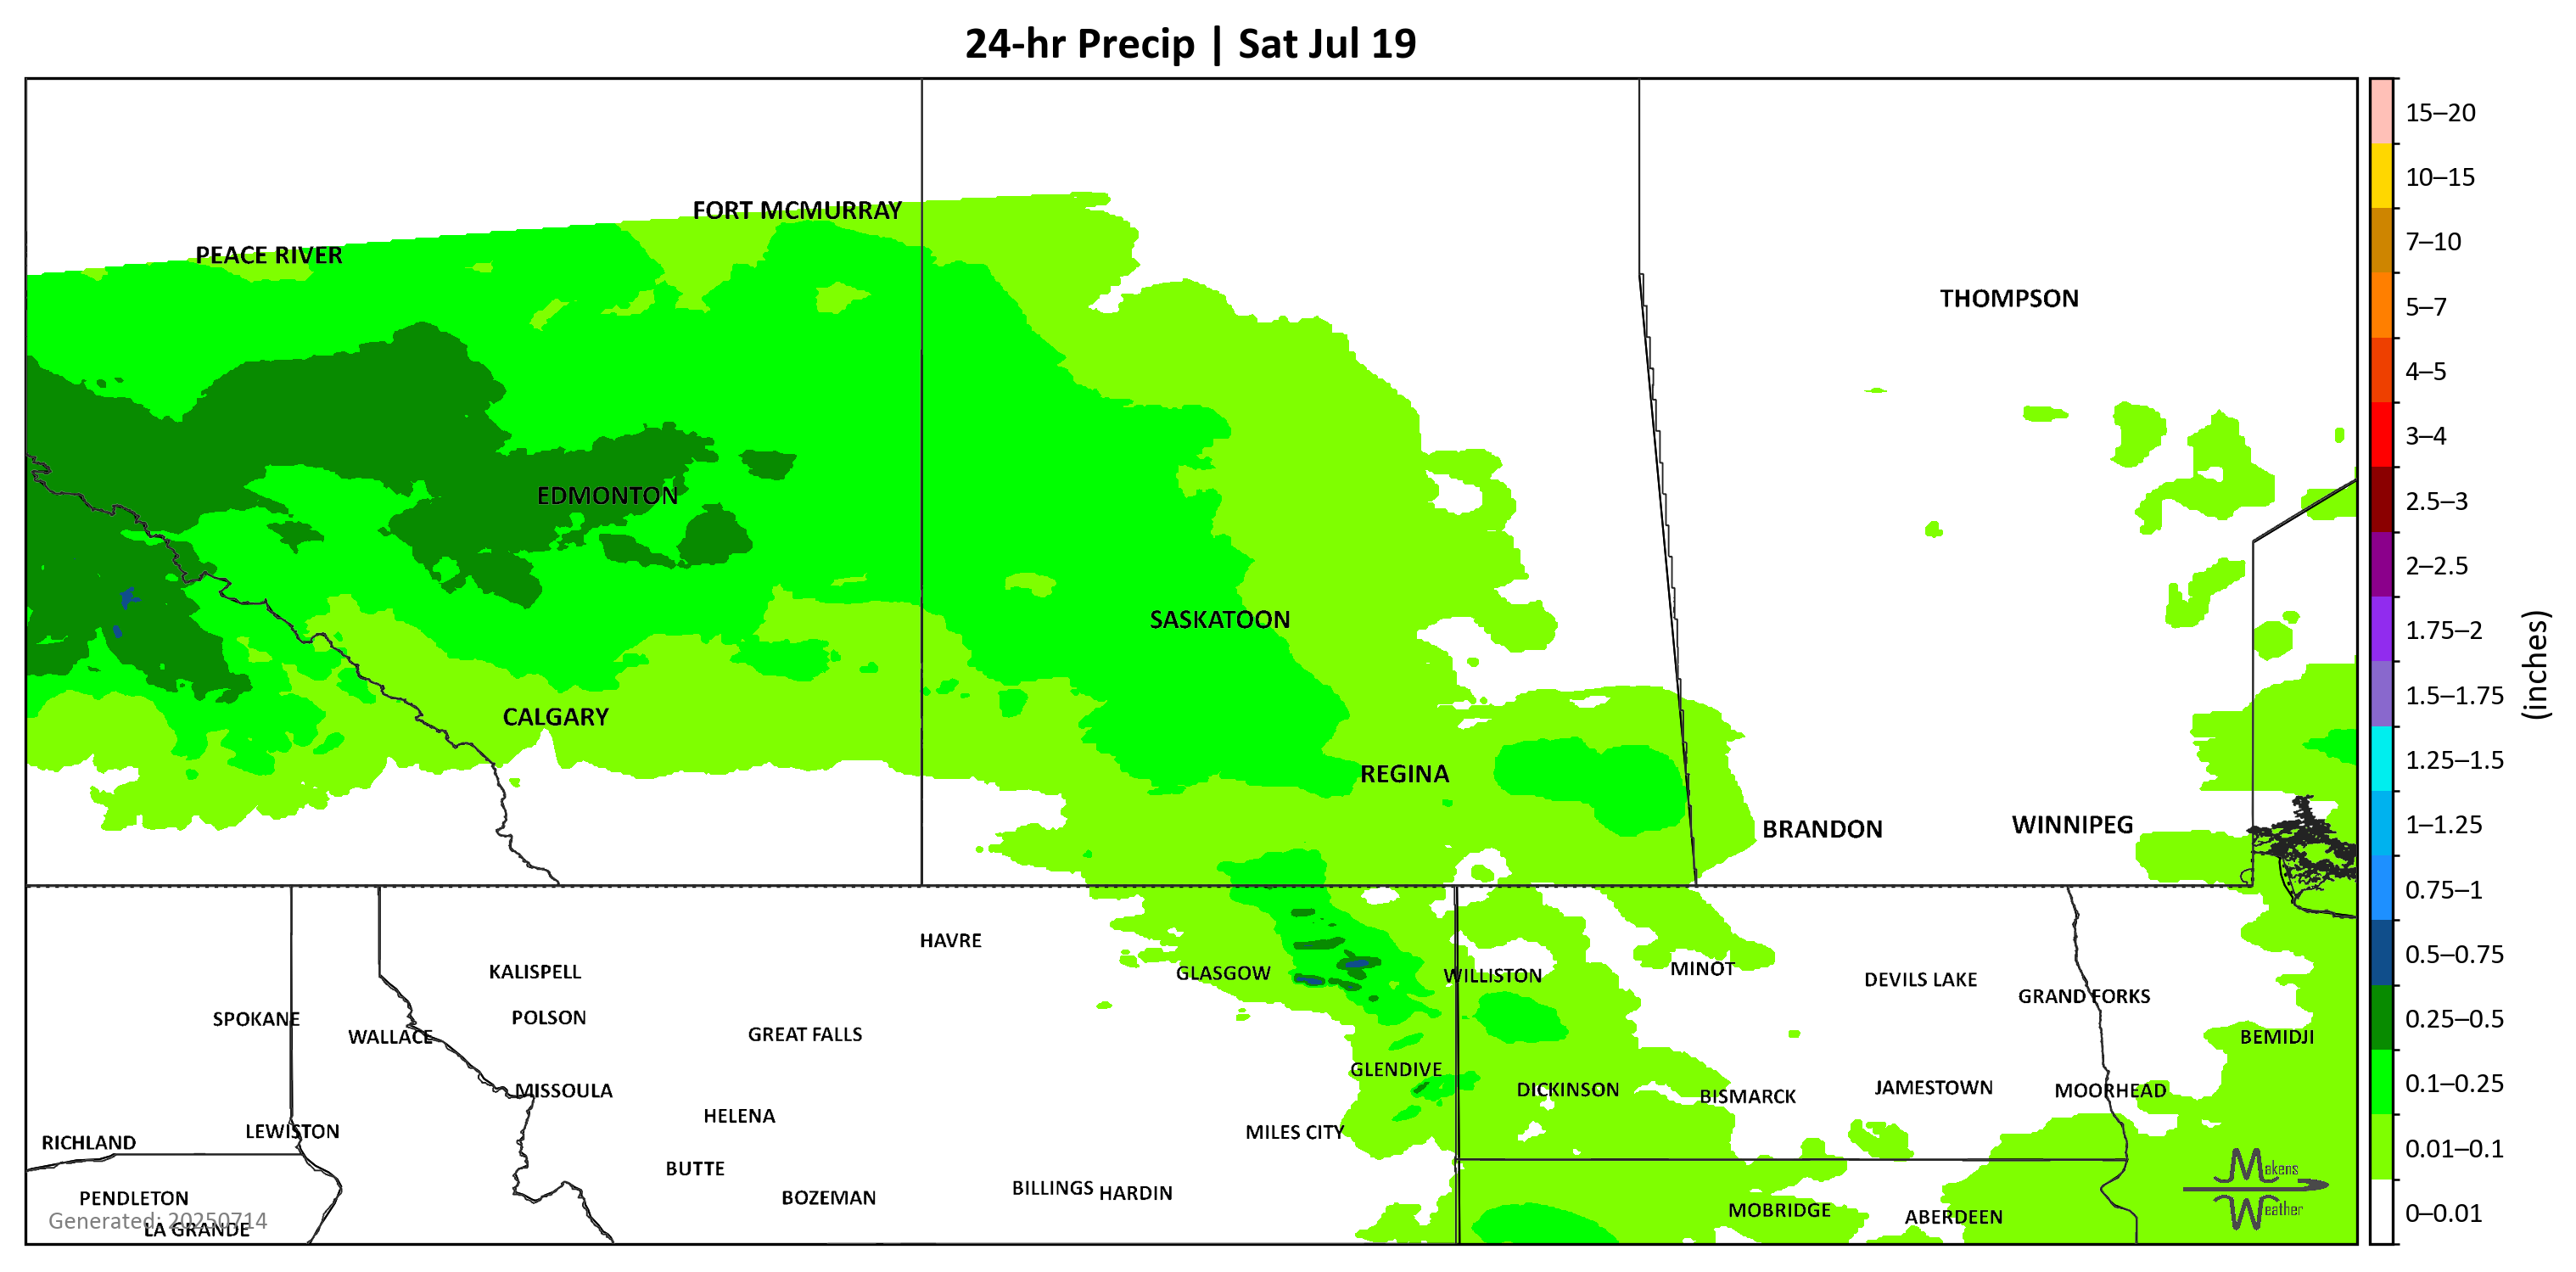 24-hr Precip | Sat Jul 19
FORT MCMURRAY
PEACE RIVER
THOMPSON
EDMONTON
SASKATOON
CALGARY
REGINA
WINNIPEG
BRANDON
HAVRE
MINOT
KALISPELL
GLASGOW
WILLISTON
DEVILS LAKE
GRAND FORKS
POLSON
SPOKANE
GREAT FALLS
WALLACE
BEMIDJI
GLENDIVE
JAMESTOWN
DICKINSON
MISSOULA
MOORHEAD
BISMARCK
HELENA
LEWISTON
MILES CITY
RICHLAND
BUTTE
BILLINGS
HARDIN
PENDLETON
BOZEMAN
MOBRIDGE
ABERDEEN
Generated: 20250714
LA GRANDE
Makens
Weather
15–20
10–15
7–10
5–7
4–5
3–4
2.5–3
2–2.5
1.75–2
1.5–1.75
1.25–1.5
1–1.25
0.75–1
0.5–0.75
0.25–0.5
0.1–0.25
0.01–0.1
0–0.01
(inches)